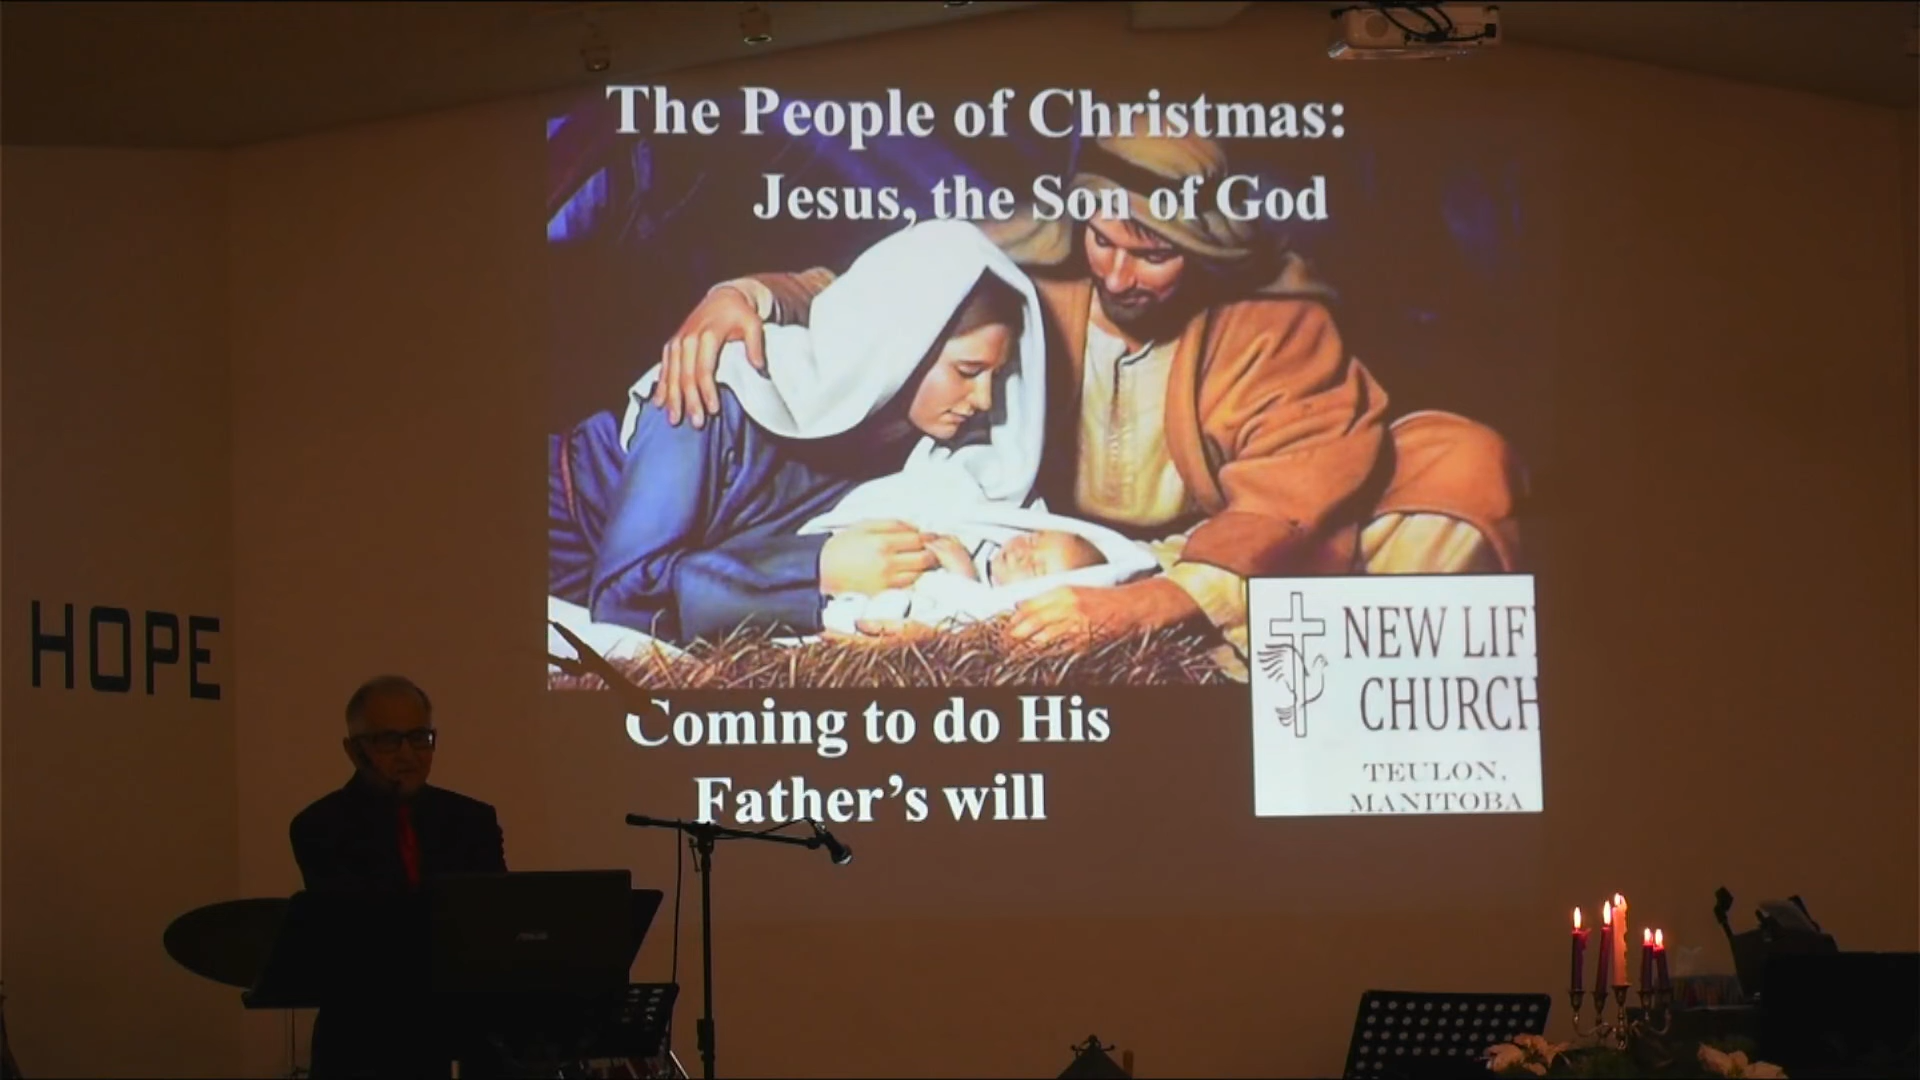 The People of Christmas:
Jesus, the Son of God
HOPE
Coming to do His
Father's will
NEW LIF
CHURCH
TEULON,
MANITOBA
ASUS